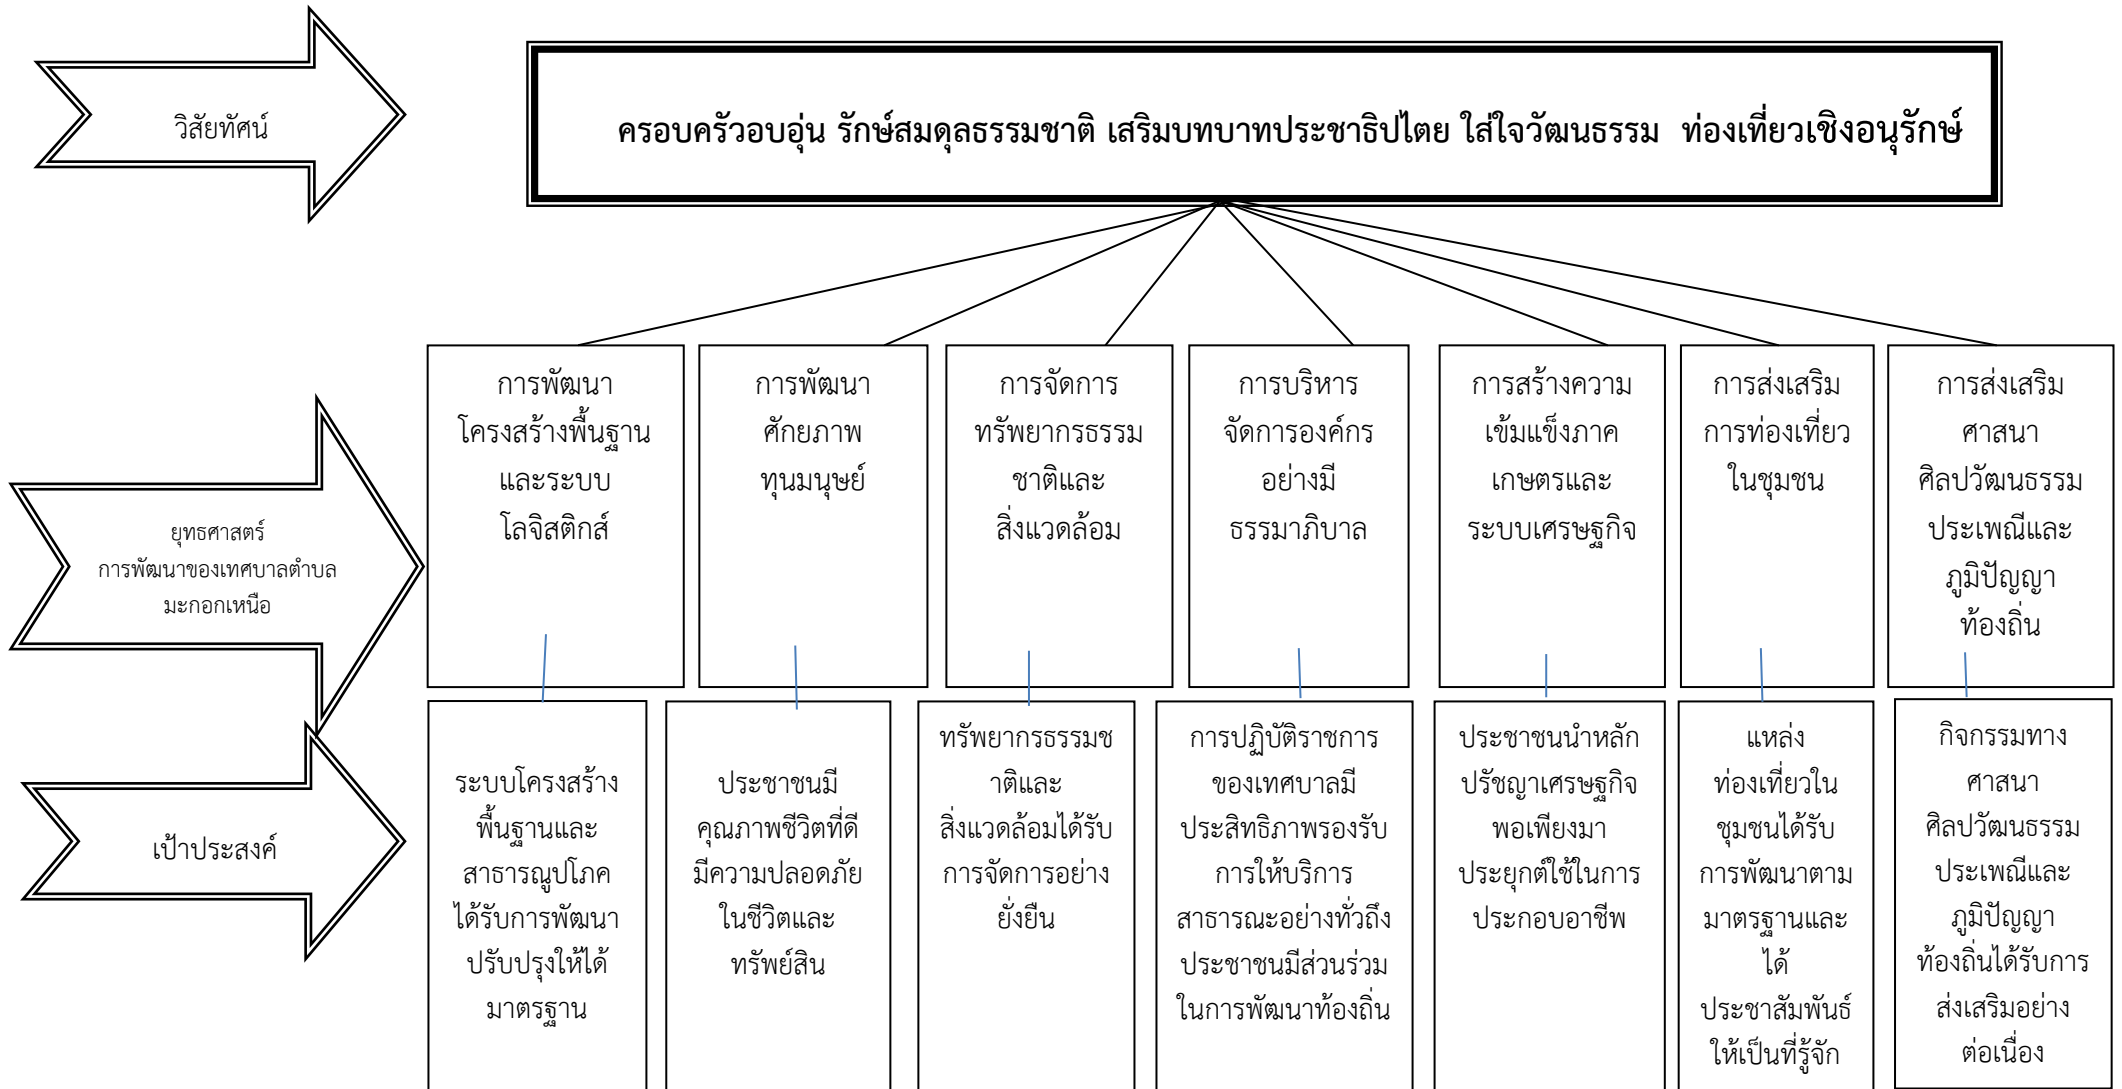 วิสัยทัศน์
ครอบครัวอบอุ่น รักษ์สมดุลธรรมชาติ เสริมบทบาทประชาธิปไตย ใส่ใจวัฒนธรรม ท่องเที่ยวเชิงอนุรักษ์
ยุทธศาสตร์
การพัฒนาของเทศบาลตำบล
มะกอกเหนือ
การพัฒนา
โครงสร้างพื้นฐาน
และระบบ
โลจิสติกส์
การพัฒนา
ศักยภาพ
ทุนมนุษย์
การจัดการ
ทรัพยากรธรรม
ชาติและ
สิ่งแวดล้อม
การบริหาร
จัดการองค์กร
อย่างมี
ธรรมาภิบาล
การสร้างความ
เข้มแข็งภาค
เกษตรและ
ระบบเศรษฐกิจ
การส่งเสริม
การท่องเที่ยว
ในชุมชน
การส่งเสริม
ศาสนา
ศิลปวัฒนธรรม
ประเพณีและ
ภูมิปัญญา
ท้องถิ่น
เป้าประสงค์
ระบบโครงสร้าง
พื้นฐานและ
สาธารณูปโภค
ได้รับการพัฒนา
ปรับปรุงให้ได้
มาตรฐาน
ประชาชนมี
คุณภาพชีวิตที่ดี
มีความปลอดภัย
ในชีวิตและ
ทรัพย์สิน
ทรัพยากรธรรมช
าติและ
สิ่งแวดล้อมได้รับ
การจัดการอย่าง
ยั่งยืน
การปฏิบัติราชการ
ของเทศบาลมี
ประสิทธิภาพรองรับ
การให้บริการ
สาธารณะอย่างทั่วถึง
ประชาชนมีส่วนร่วม
ในการพัฒนาท้องถิ่น
ประชาชนนำหลัก
ปรัชญาเศรษฐกิจ
พอเพียงมา
ประยุกต์ใช้ในการ
ประกอบอาชีพ
แหล่ง
ท่องเที่ยวใน
ชุมชนได้รับ
การพัฒนาตาม
มาตรฐานและ
ได้
ประชาสัมพันธ์
ให้เป็นที่รู้จัก
กิจกรรมทาง
ศาสนา
ศิลปวัฒนธรรม
ประเพณีและ
ภูมิปัญญา
ท้องถิ่นได้รับการ
ส่งเสริมอย่าง
ต่อเนื่อง